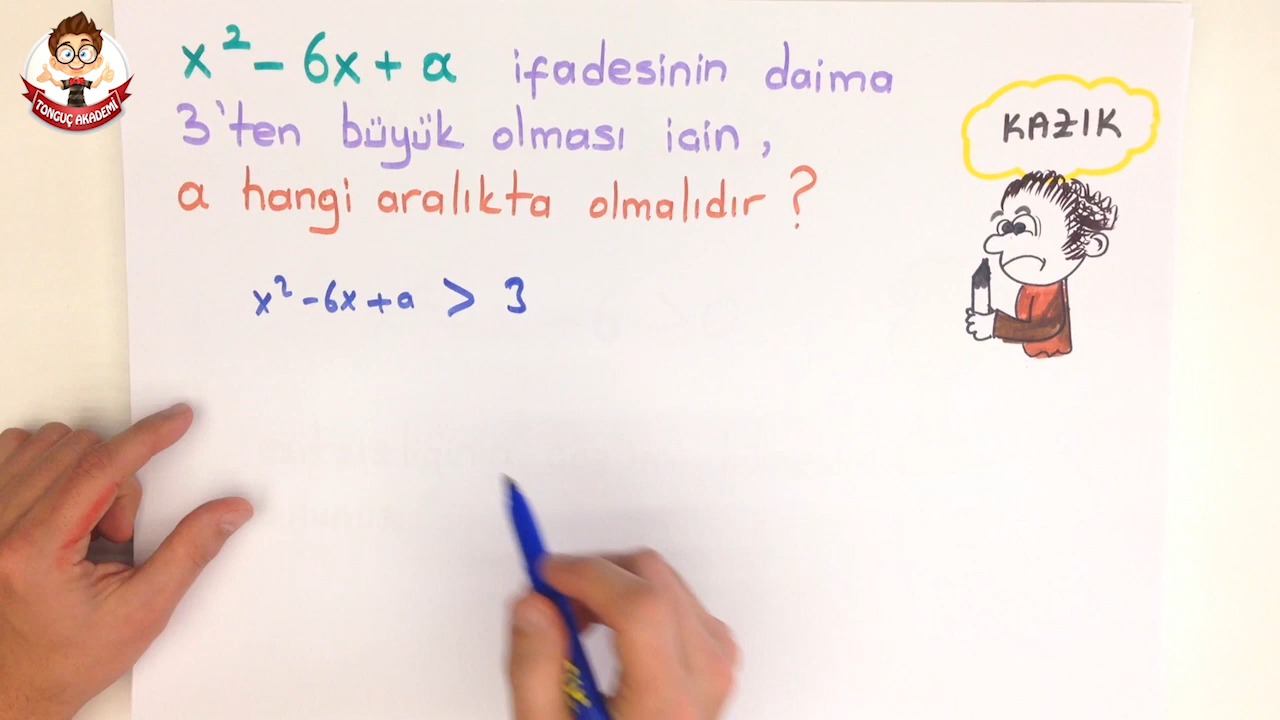 TONGUÇ AKADEMİ
x² - 6x + a ifadesinin daima
3'ten büyük olması için,
a hangi aralıkta olmalıdır?
KAZIK
x² - 6x + a > 3